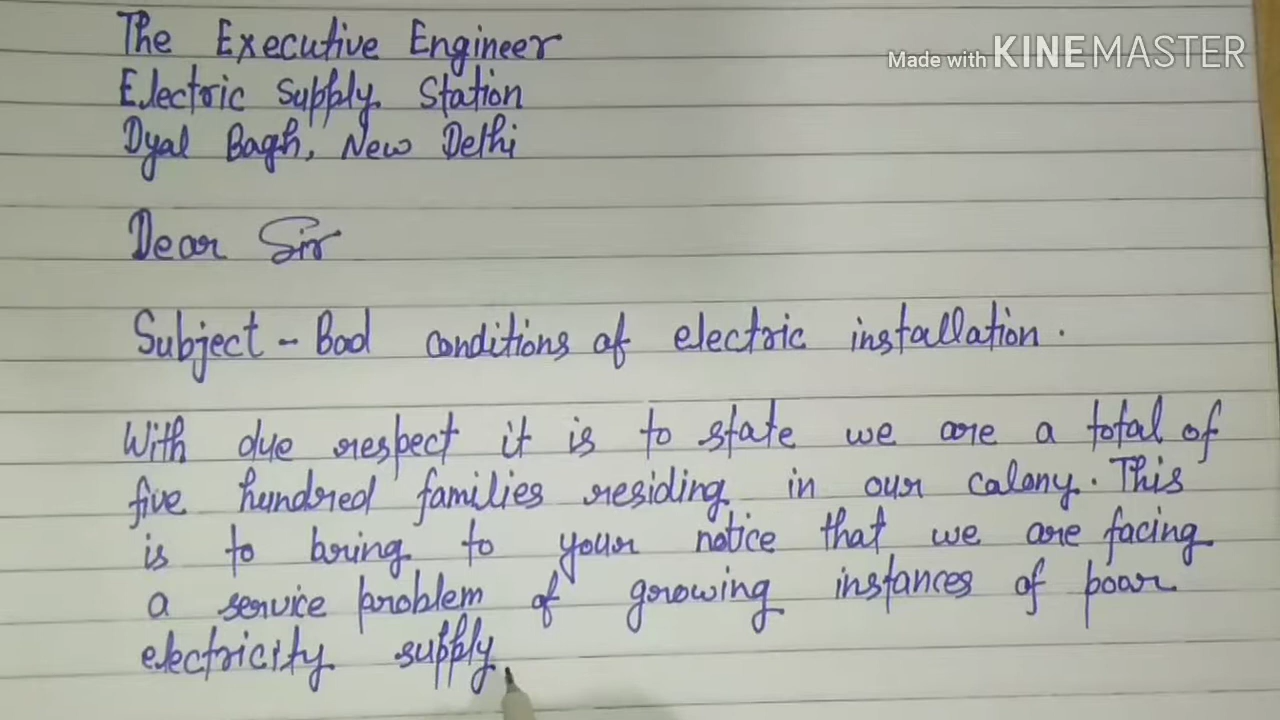 The Executive Engineer
Made with KINEMASTER
Electric Supply Station
Dyal Bagh, New Delhi
Dear Sir
Subject - Bad conditions of electric installation.
With due respect it is to state we are a total of
five hundred families residing in our calony. This
is to bring to your notice that we are facing
a service problem of growing instances of poar
electricity supply